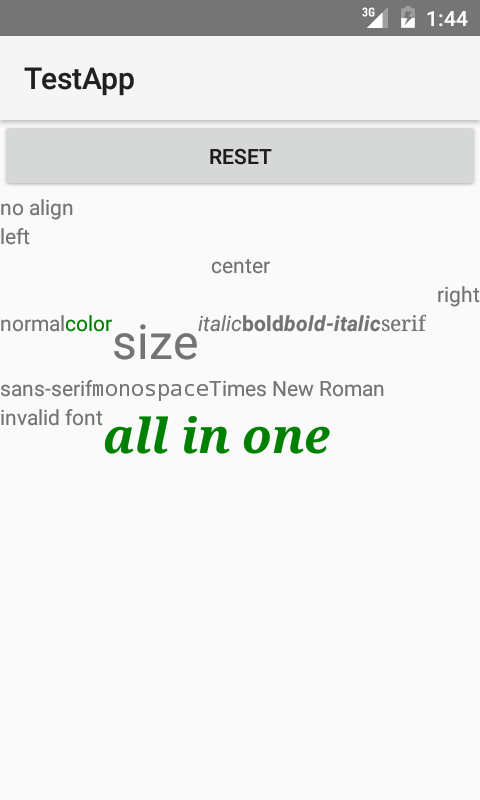 3G 1:44
TestApp
RESET
no align
left
center
right
normalcolorsizeitalicboldbold-italicserif
sans-serifmonospaceTimes New Roman
invalid fontall in one